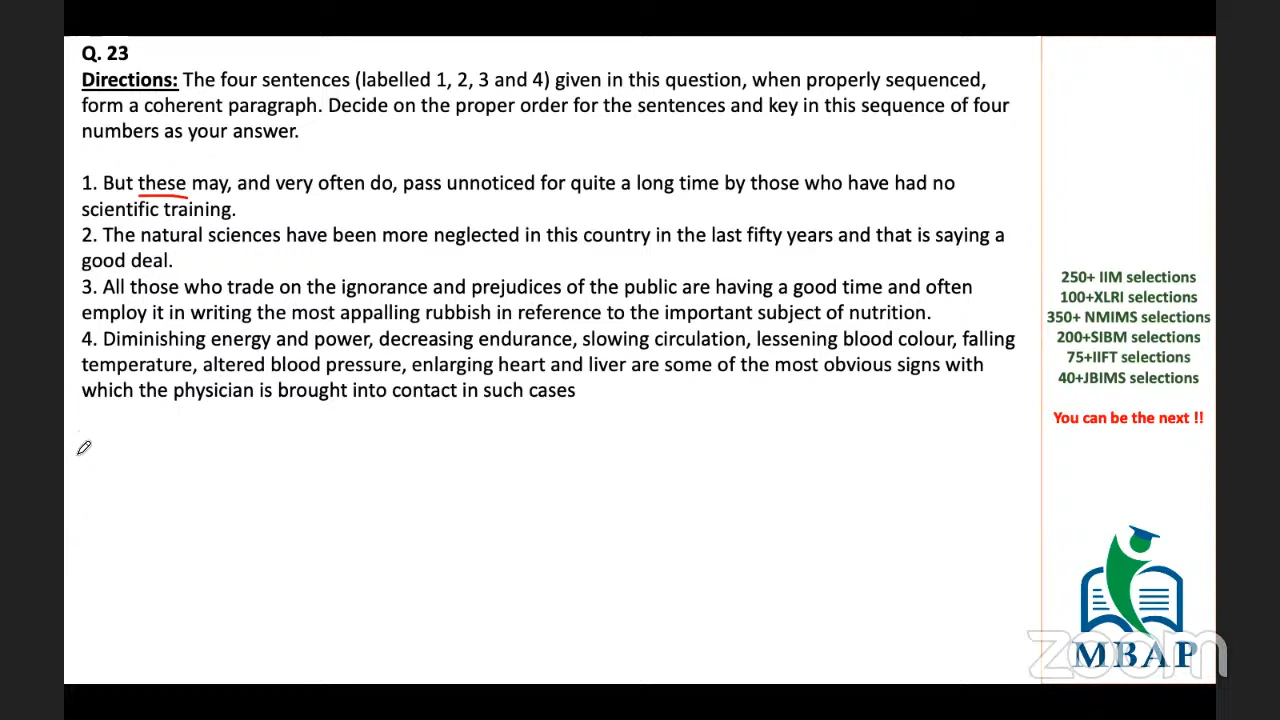 Q. 23
Directions: The four sentences (labelled 1, 2, 3 and 4) given in this question, when properly sequenced,
form a coherent paragraph. Decide on the proper order for the sentences and key in this sequence of four
numbers as your answer.
1. But these may, and very often do, pass unnoticed for quite a long time by those who have had no
scientific training.
2. The natural sciences have been more neglected in this country in the last fifty years and that is saying a
good deal.
3. All those who trade on the ignorance and prejudices of the public are having a good time and often
employ it in writing the most appalling rubbish in reference to the important subject of nutrition.
4. Diminishing energy and power, decreasing endurance, slowing circulation, lessening blood colour, falling
temperature, altered blood pressure, enlarging heart and liver are some of the most obvious signs with
which the physician is brought into contact in such cases
250+ IIM selections
100+XLRI selections
350+ NMIMS selections
200+SIBM selections
75+IIFT selections
40+JBIMS selections
You can be the next !!
MBAP
zoom